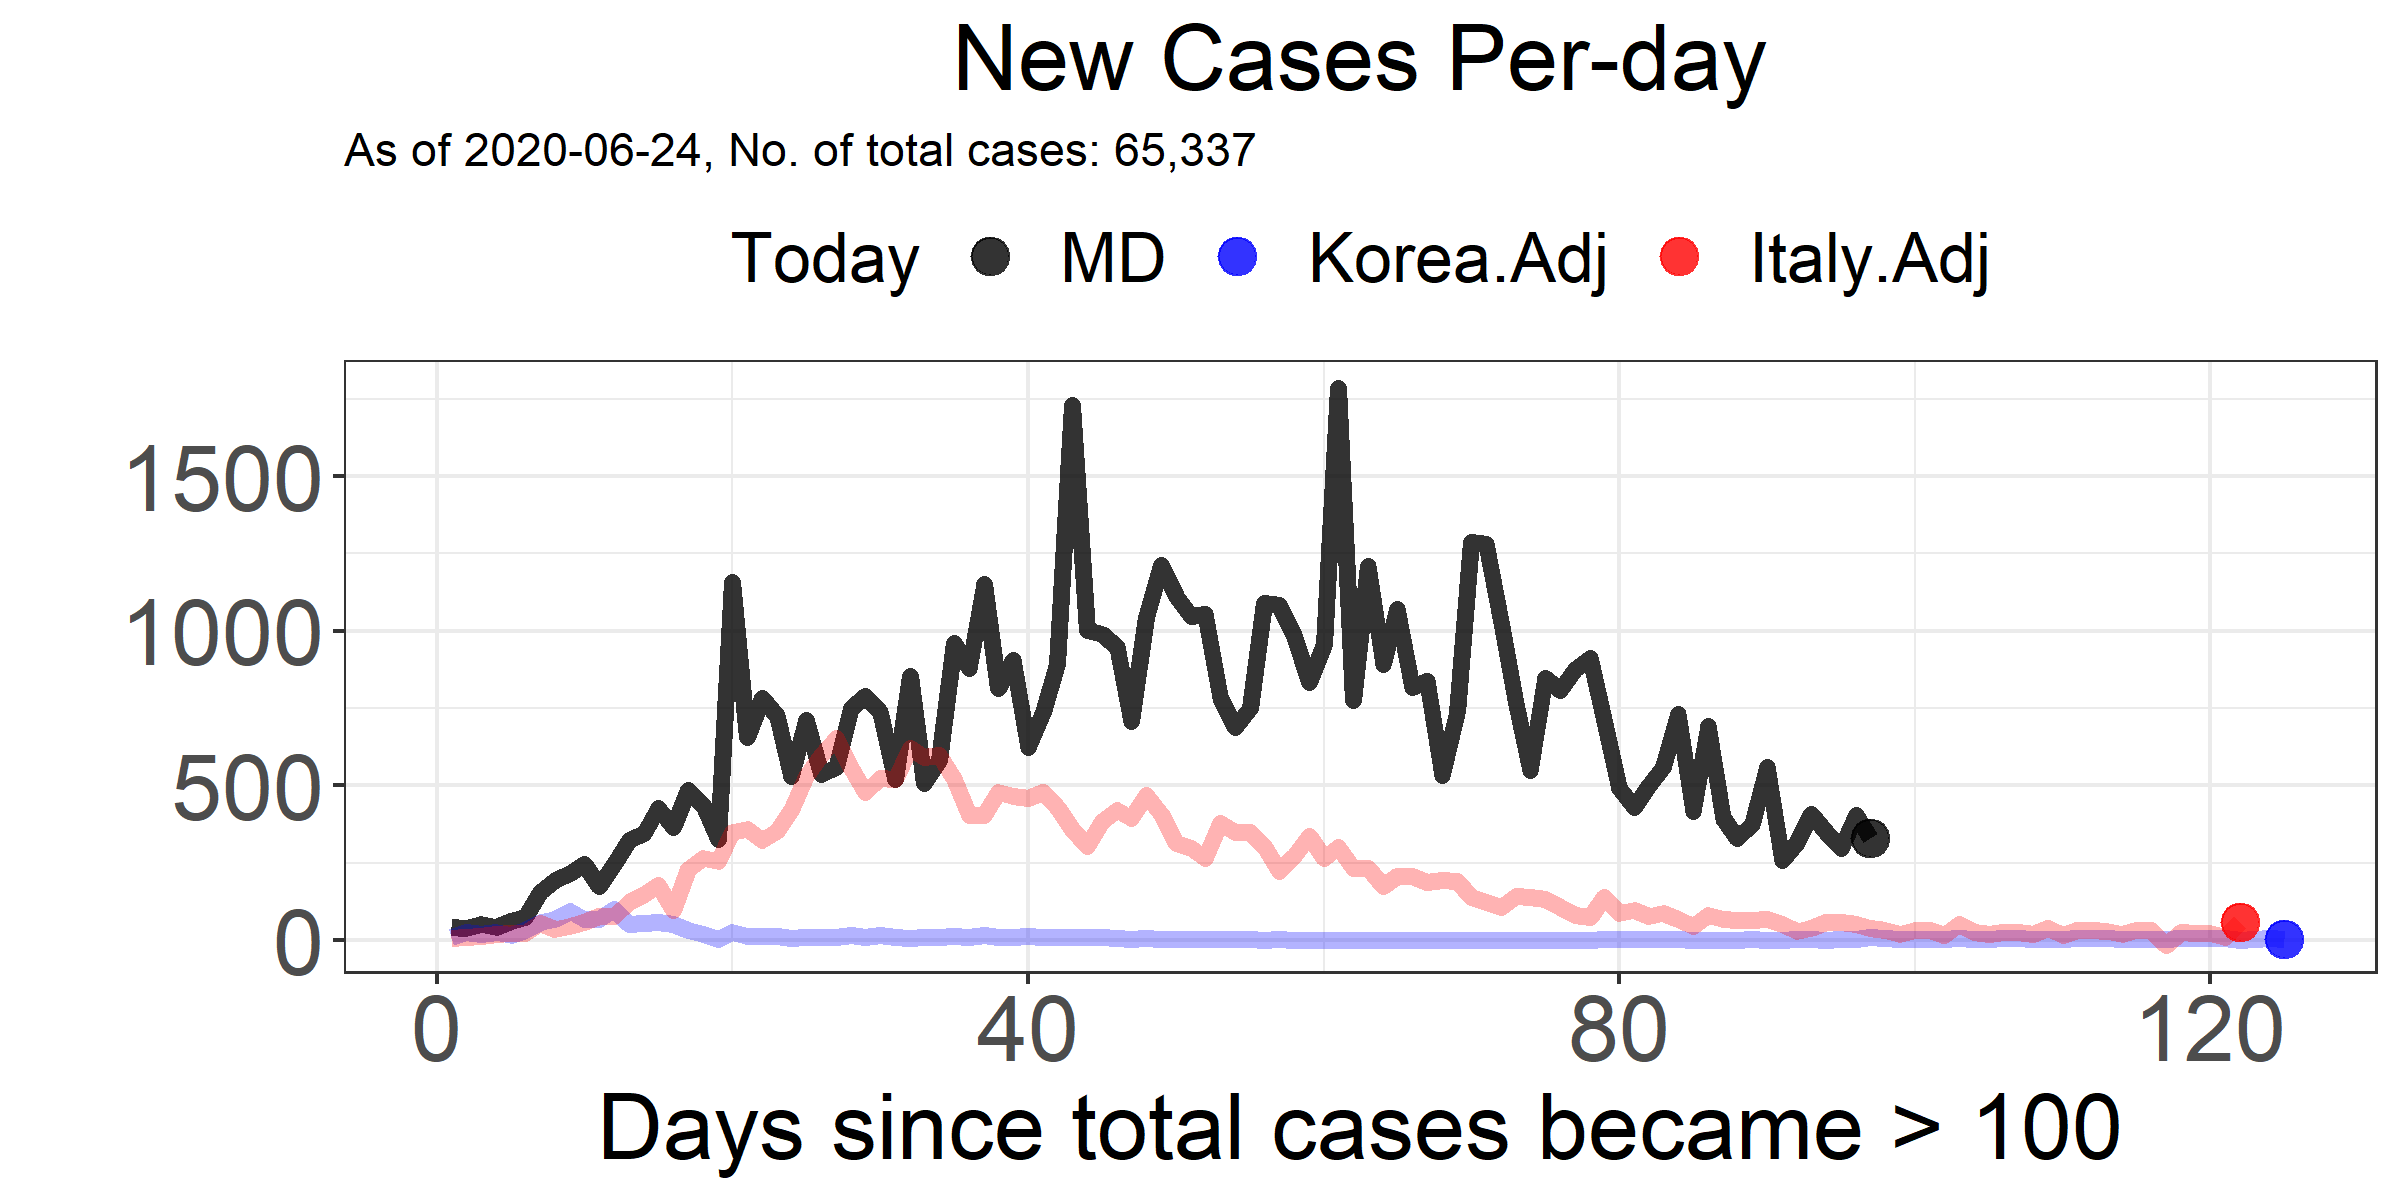 New Cases Per-day
As of 2020-06-24, No. of total cases: 65,337
Today MD Korea.Adj Italy.Adj
1500
1000
500
0
0 40 80 120
Days since total cases became > 100